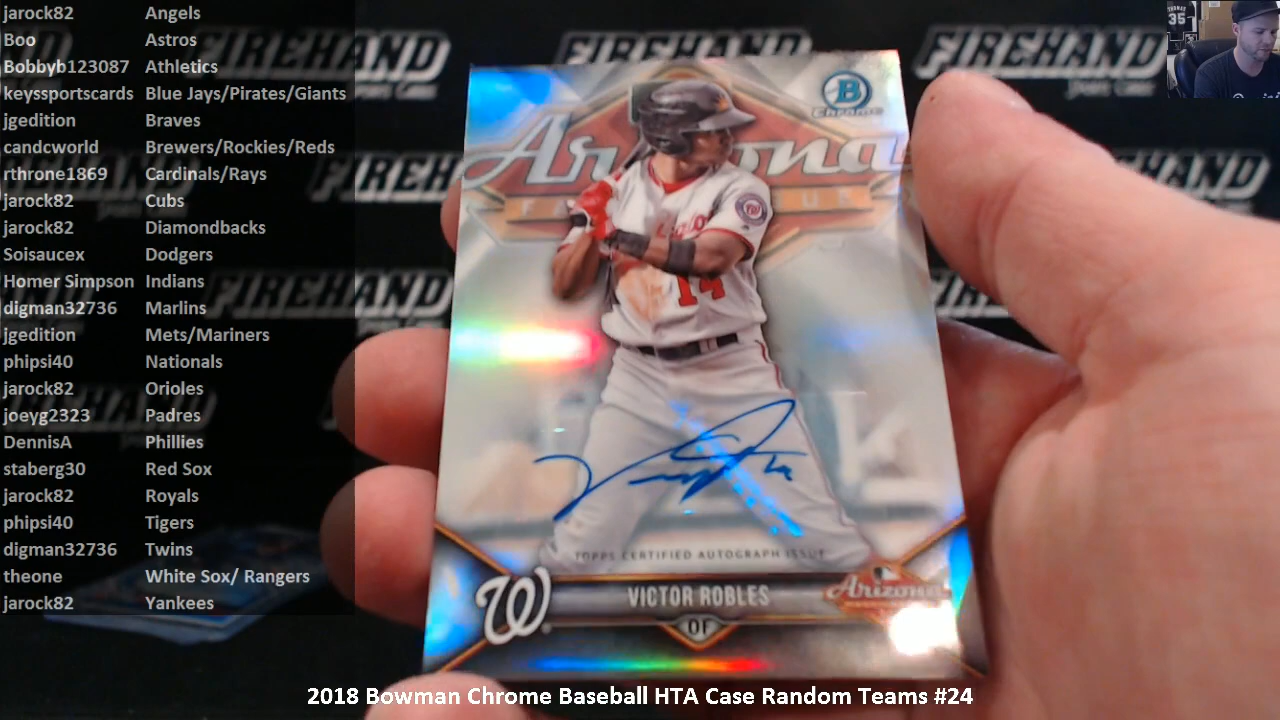 jarock82 Angels
Boo Astros
Bobbyb123087 Athletics
keyssportscards Blue Jays/Pirates/Giants
jgedition Braves
candcworld Brewers/Rockies/Reds
rthrone1869 Cardinals/Rays
jarock82 Cubs
jarock82 Diamondbacks
Soisaucex Dodgers
Homer Simpson Indians
digman32736 Marlins
jgedition Mets/Mariners
phipsi40 Nationals
jarock82 Orioles
joeyg2323 Padres
DennisA Phillies
staberg30 Red Sox
jarock82 Royals
phipsi40 Tigers
digman32736 Twins
theone White Sox/ Rangers
jarock82 Yankees
FIREHAND
FIREHAND
THOMAS
35
B
Chrome
Arizona
14
TOPPS CERTIFIED AUTOGRAPH ISSUE
W
VICTOR ROBLES
OF
Arizona
2018 Bowman Chrome Baseball HTA Case Random Teams #24